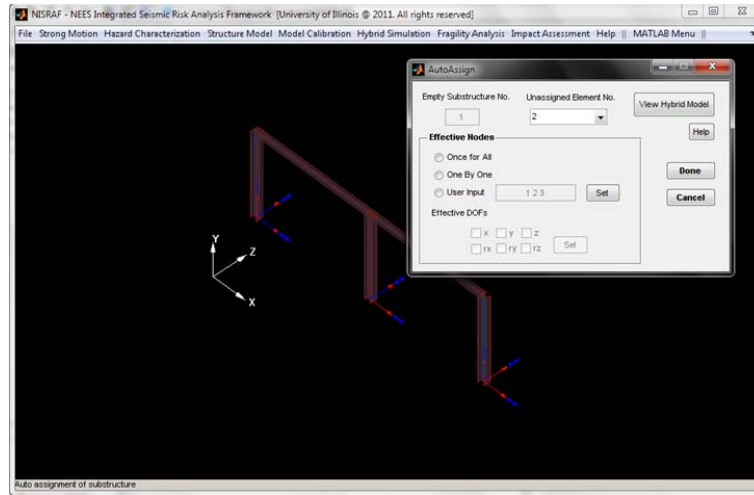 NISRAF - NEES Integrated Seismic Risk Analysis Framework [University of Illinois @ 2011. All rights reserved]
File Strong Motion Hazard Characterization Structure Model Model Calibration Hybrid Simulation Fragility Analysis Impact Assessment Help || MATLAB Menu ||
AutoAssign
Empty Substructure No. Unassigned Element No.
1 2 View Hybrid Model
Help
Effective Nodes
Once for All
One By One
User Input 1 2 3 Set
Done
Cancel
Effective DOFs
x y z
rx ry rz Set
Y
Z
X
Auto assignment of substructure